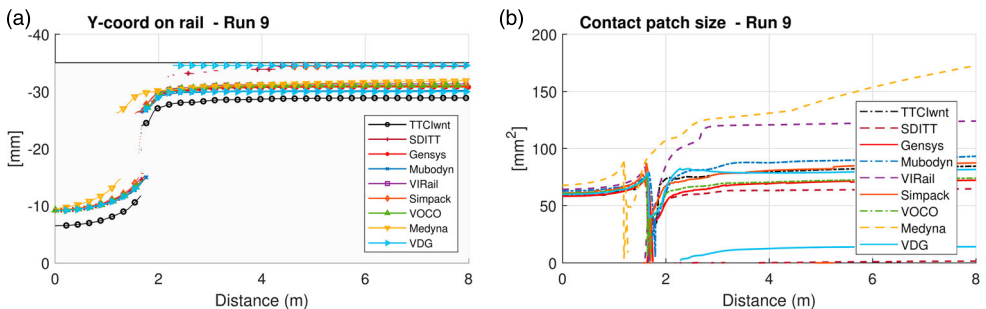 (a)
Y-coord on rail - Run 9
-40
-30
-20
-10
0
[mm]
0
2
4
6
8
Distance (m)
TTCIwnt
SDITT
Gensys
Mubodyn
VIRail
Simpack
VOCO
Medyna
VDG
(b)
Contact patch size - Run 9
200
150
100
50
0
[mm²]
0
2
4
6
8
Distance (m)
TTCIwnt
SDITT
Gensys
Mubodyn
VIRail
Simpack
VOCO
Medyna
VDG